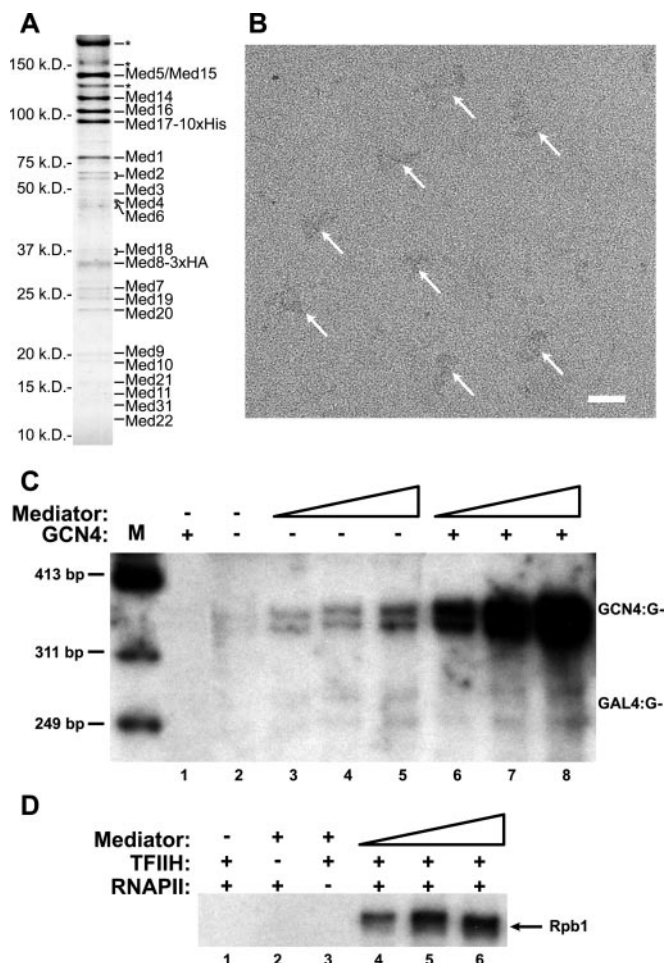 A
150 k.D.-
100 k.D.-
75 k.D.-
50 k.D.-
37 k.D.-
25 k.D.-
20 k.D.-
15 k.D.-
10 k.D.-
*
*
Med5/Med15
*
Med14
Med16
Med17-10xHis
Med1
Med2
Med3
Med4
Med6
Med18
Med8-3xHA
Med7
Med19
Med20
Med9
Med10
Med21
Med11
Med31
Med22
B
C
Mediator: - -
GCN4: + - - - - + + +
M
413 bp
311 bp
249 bp
GCN4:G-
GAL4:G-
1 2 3 4 5 6 7 8
D
Mediator: - + +
TFIIH: + - + + + +
RNAPII: + + - + + +
Rpb1
1 2 3 4 5 6